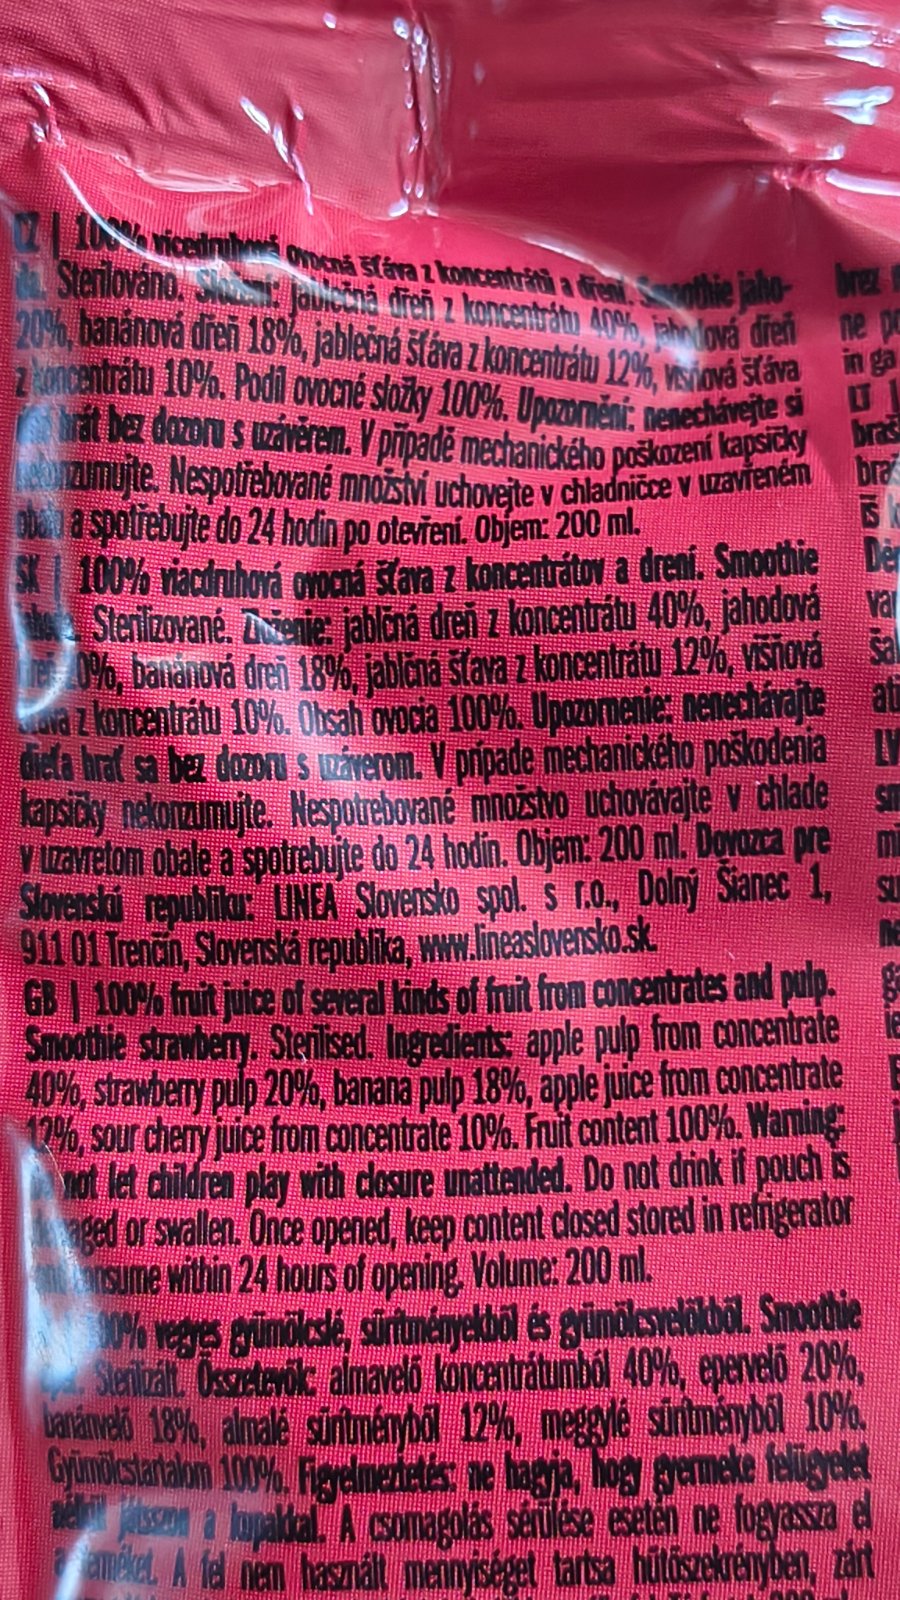 CZ | 100% vícedruhová ovocná šťáva z koncentrátů a dření. Smoothie jaho-
Sterilováno. Složení: jablečná dřeň z koncentrátu 40%, jahodová dřeň
20%, banánová dřeň 18%, jablečná šťáva z koncentrátu 12%, višňová šťáva
z koncentrátu 10%. Podíl ovocné složky 100%. Upozornění: nenechávejte si
hrát bez dozoru s uzávěrem. V případě mechanického poškození kapsičky
nekonzumujte. Nespotřebované množství uchovejte v chladničce v uzavřeném
obalu a spotřebujte do 24 hodin po otevření. Objem: 200 ml.
SK | 100% viacdruhová ovocná šťava z koncentrátov a drení. Smoothie
Sterilizované. Zloženie: jablčná dreň z koncentrátu 40%, jahodová
banánová dreň 18%, jablčná šťava z koncentrátu 12%, višňová
šťava z koncentrátu 10%. Obsah ovocia 100%. Upozornenie: nenechávajte
dieťa hrať sa bez dozoru s uzáverom. V prípade mechanického poškodenia
kapsičky nekonzumujte. Nespotrebované množstvo uchovávajte v chlade
v uzavretom obale a spotrebujte do 24 hodín. Objem: 200 ml. Dovozca pre
Slovenskú republiku: LINEA Slovensko spol. s r.o., Dolný Šianec 1,
911 01 Trenčín, Slovenská republika, www.lineaslovensko.sk.
GB | 100% fruit juice of several kinds of fruit from concentrates and pulp.
Smoothie strawberry. Sterilised. Ingredients: apple pulp from concentrate
40%, strawberry pulp 20%, banana pulp 18%, apple juice from concentrate
12%, sour cherry juice from concentrate 10%. Fruit content 100%. Warning:
not let children play with closure unattended. Do not drink if pouch is
or swallen. Once opened, keep content closed stored in refrigerator
consume within 24 hours of opening. Volume: 200 ml.
vegyes gyümölcslé, sűrítményekből és gyümölcsvelőkből. Smoothie
Sterilizált. Összetevők: almavelő koncentrátumból 40%, epervelő 20%,
banánvelő 18%, almalé sűrítményből 12%, meggylé sűrítményből 10%.
Gyümölcstartalom 100%. Figyelmeztetés: ne hagyja, hogy gyermeke felügyelet
nélkül játsszon a kupakkal. A csomagolás sérülése esetén ne fogyassza el
a terméket. A fel nem használt mennyiséget tartsa hűtőszekrényben, zárt